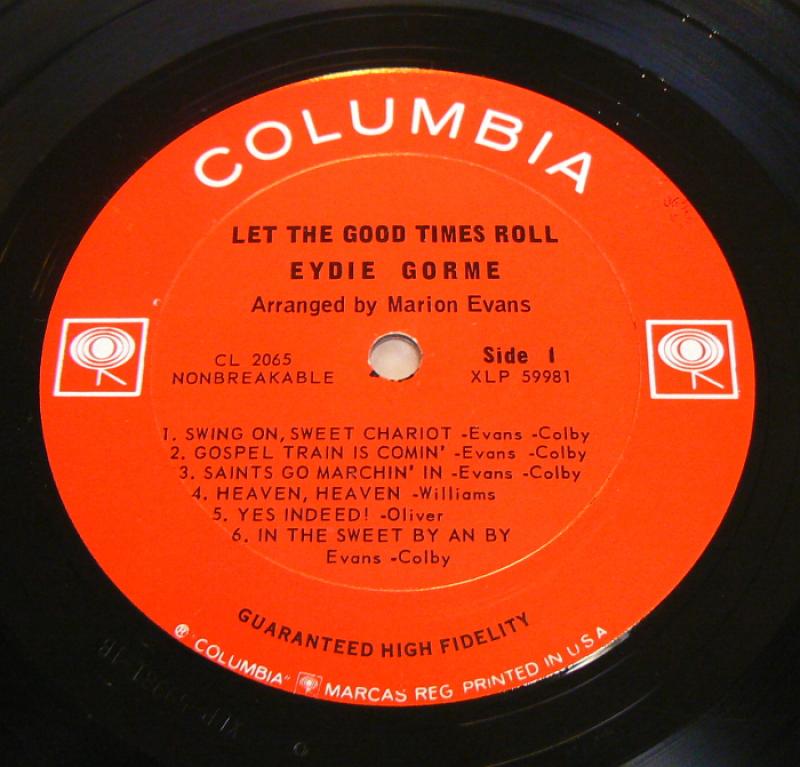 COLUMBIA
LET THE GOOD TIMES ROLL
EYDIE GORME
Arranged by Marion Evans
CL 2065
NONBREAKABLE
Side 1
XLP 59981
1. SWING ON, SWEET CHARIOT -Evans -Colby
2. GOSPEL TRAIN IS COMIN' -Evans -Colby
3. SAINTS GO MARCHIN' IN -Evans -Colby
4. HEAVEN, HEAVEN -Williams
5. YES INDEED! -Oliver
6. IN THE SWEET BY AN BY
Evans -Colby
GUARANTEED HIGH FIDELITY
® "COLUMBIA" MARCAS REG PRINTED IN U S A